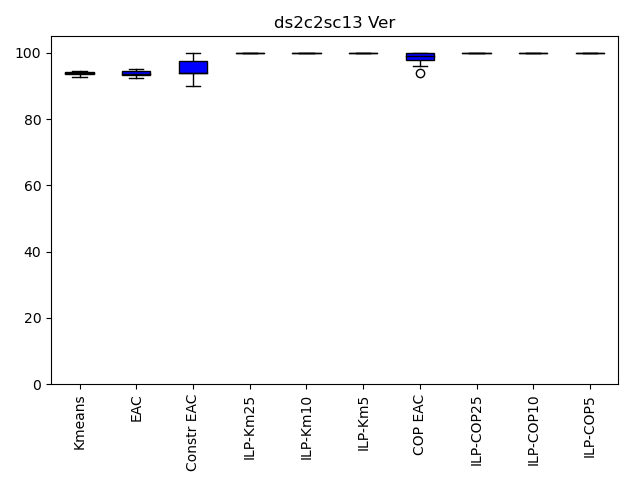 ds2c2sc13 Ver
100
80
60
40
20
0
Kmeans
EAC
Constr EAC
ILP-Km25
ILP-Km10
ILP-Km5
COP EAC
ILP-COP25
ILP-COP10
ILP-COP5